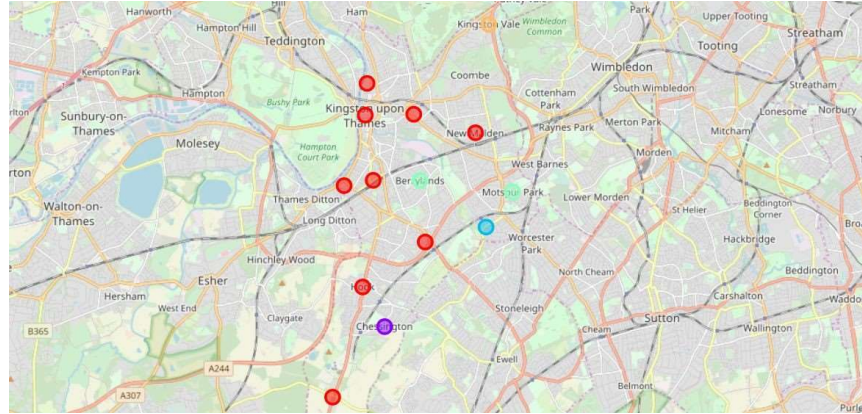 Hanworth
Hill
Ham
Kingston Vale
Wimbledon
Common
Park
Upper Tooting
Hampton Hill
Teddington
Tooting
Streatham
Kempton Park
Coombe
Wimbledon
Hampton
Bushy Park
Cottenham
Park
South Wimbledon
Streatham
Kingston upon
Thames
Lonesome
Norbury
Sunbury-on-
Thames
New Malden
Raynes Park
Merton Park
Mitcham
Molesey
Hampton
Court Park
Morden
West Barnes
Berrylands
Motspur Park
Thames Ditton
Lower Morden
Beddington
Corner
Walton-on-
Thames
Long Ditton
St Helier
Worcester
Park
Hackbridge
Hinchley Wood
Esher
North Cheam
Beddington
Hersham
Hook
Carshalton
West End
Claygate
Stoneleigh
Sutton
B365
Chessington
Cheam
Wallington
Ewell
A244
Belmont
A307